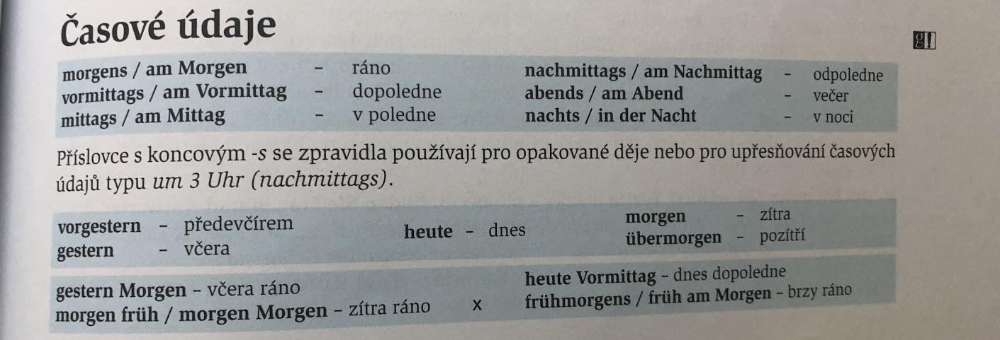 Časové údaje
g!
morgens / am Morgen – ráno
vormittags / am Vormittag – dopoledne
mittags / am Mittag – v poledne
nachmittags / am Nachmittag – odpoledne
abends / am Abend – večer
nachts / in der Nacht – v noci
Příslovce s koncovým -s se zpravidla používají pro opakované děje nebo pro upřesňování časových
údajů typu um 3 Uhr (nachmittags).
vorgestern – předevčírem
gestern – včera
heute – dnes
morgen – zítra
übermorgen – pozítří
gestern Morgen – včera ráno
morgen früh / morgen Morgen – zítra ráno
x
heute Vormittag – dnes dopoledne
frühmorgens / früh am Morgen – brzy ráno